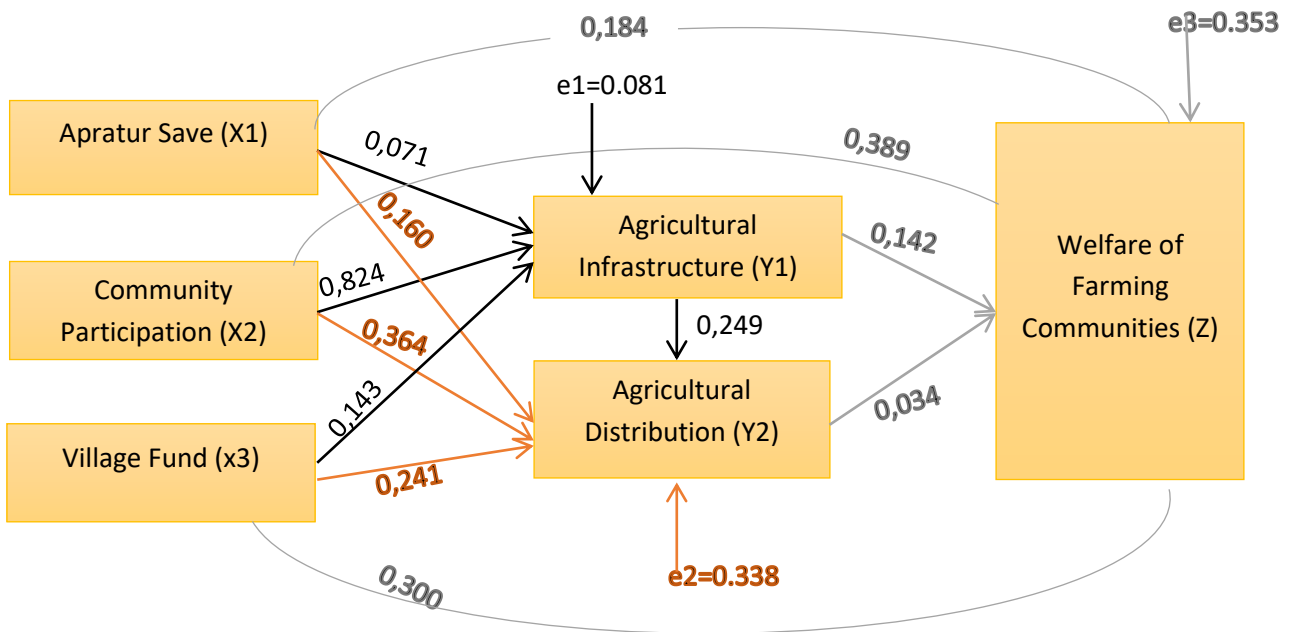 0,184
e3=0.353
e1=0.081
Apratur Save (X1)
0,071
0,389
0,160
Agricultural
Infrastructure (Y1)
0,142
Welfare of
Farming
Communities (Z)
Community
Participation (X2)
0,824
0,364
0,249
0,143
Agricultural
Distribution (Y2)
0,034
Village Fund (x3)
0,241
e2=0.338
0,300